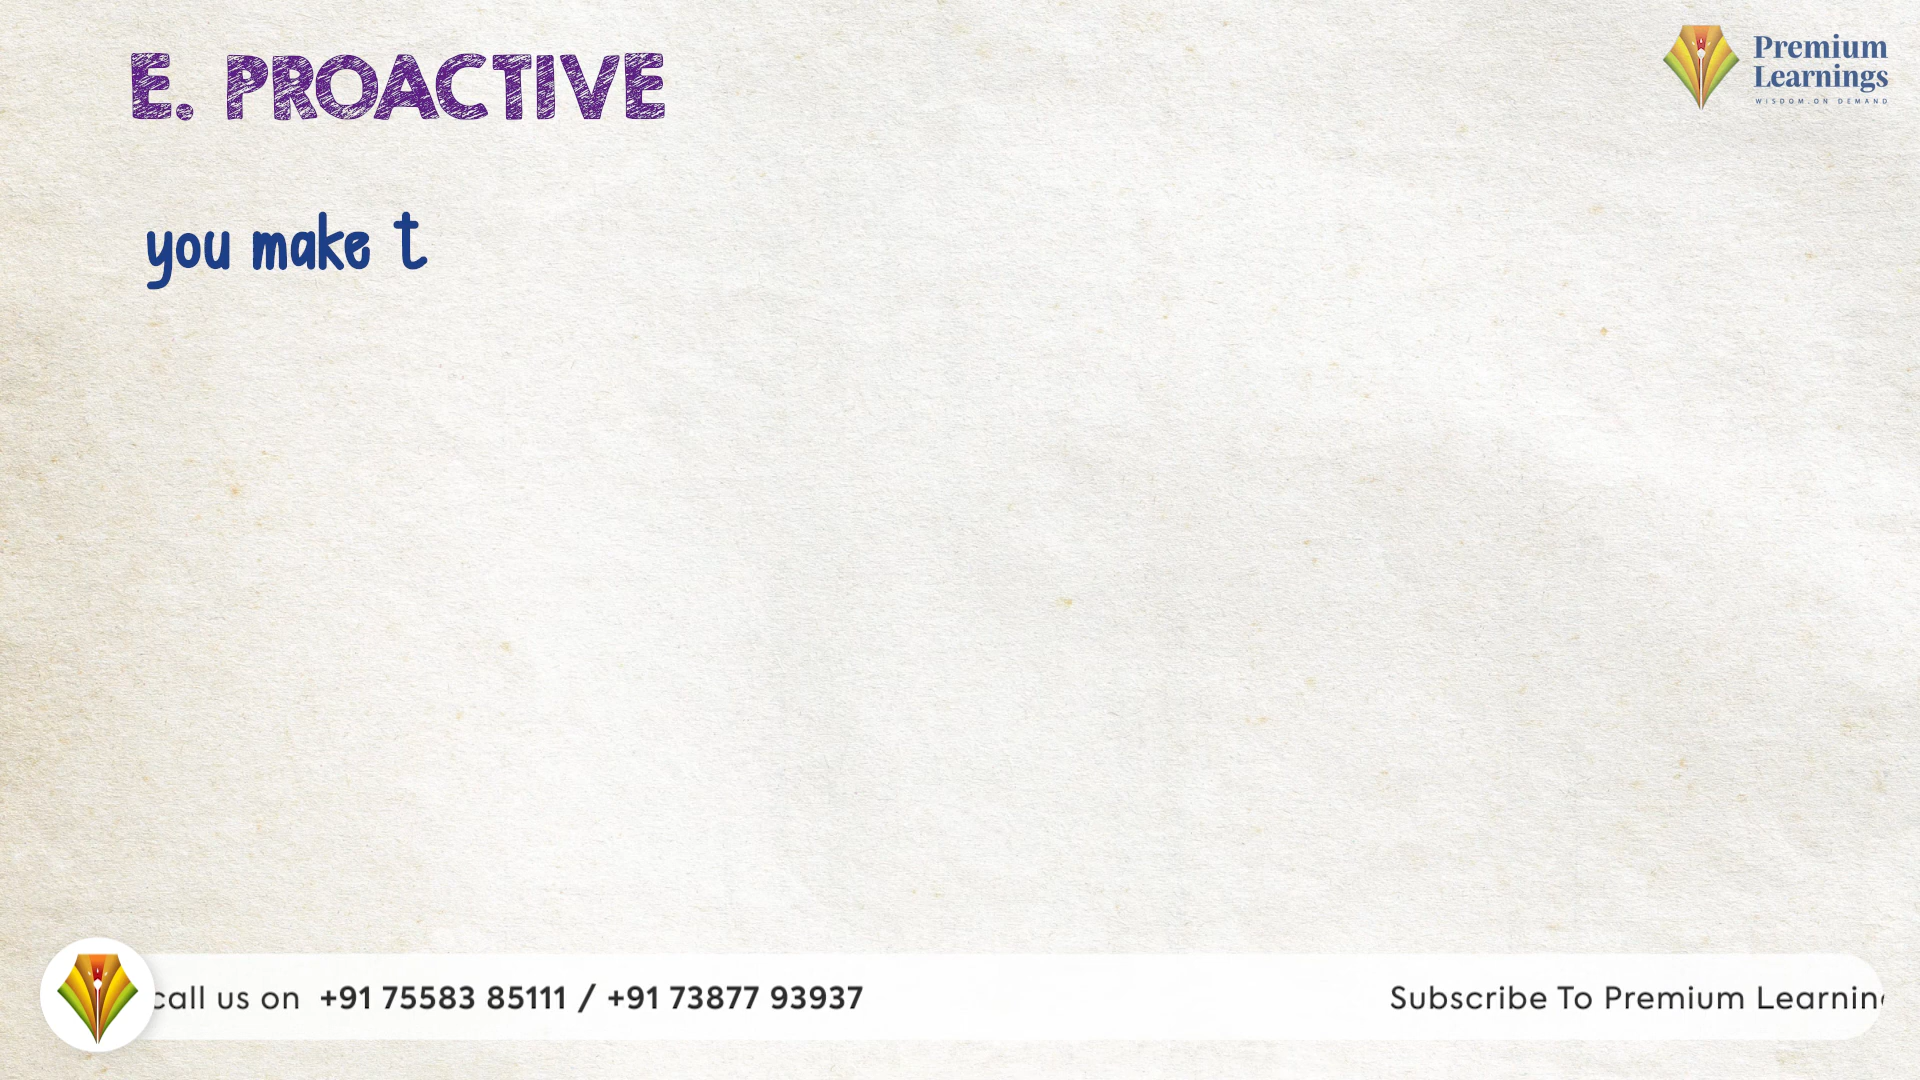 E. PROACTIVE
Premium
Learnings
WISDOM.ON DEMAND
you make t
call us on +91 75583 85111 / +91 73877 93937
Subscribe To Premium Learnin